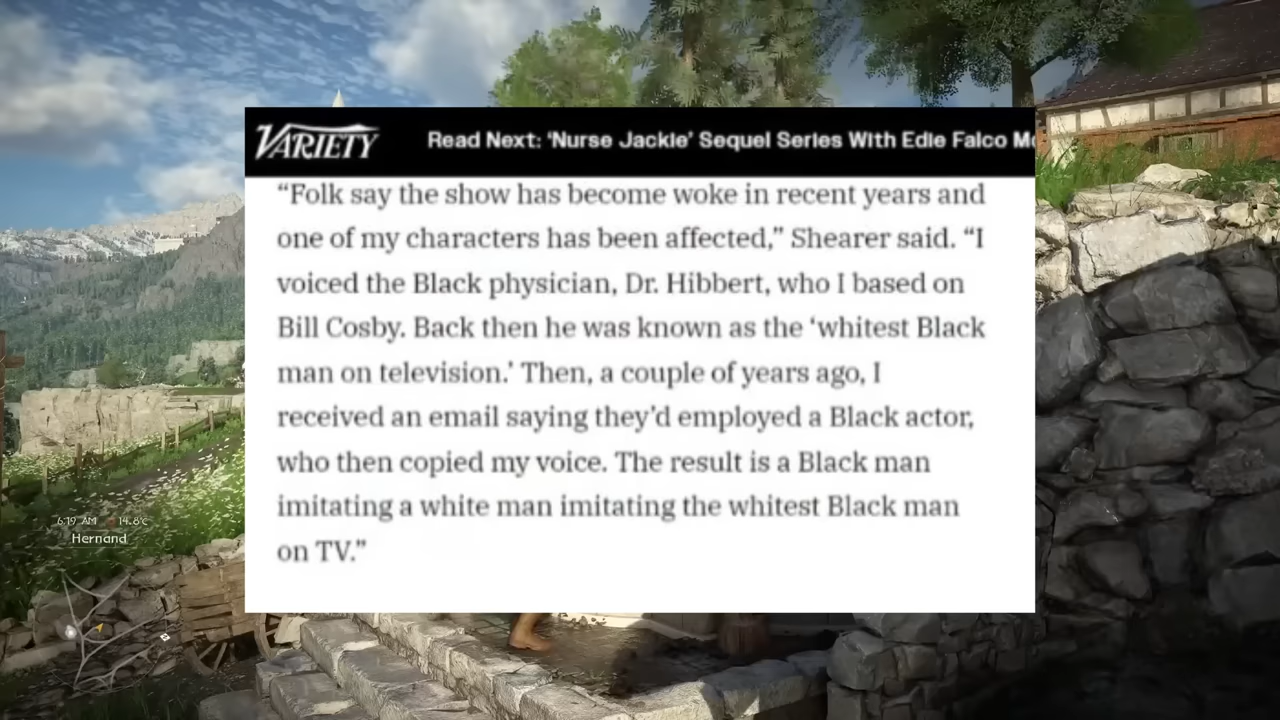 VARIETY
Read Next: ‘Nurse Jackie’ Sequel Series With Edie Falco
“Folk say the show has become woke in recent years and
one of my characters has been affected,” Shearer said. “I
voiced the Black physician, Dr. Hibbert, who I based on
Bill Cosby. Back then he was known as the ‘whitest Black
man on television.’ Then, a couple of years ago, I
received an email saying they’d employed a Black actor,
who then copied my voice. The result is a Black man
imitating a white man imitating the whitest Black man
on TV.”
6:19 AM 14.8°C
Hernand